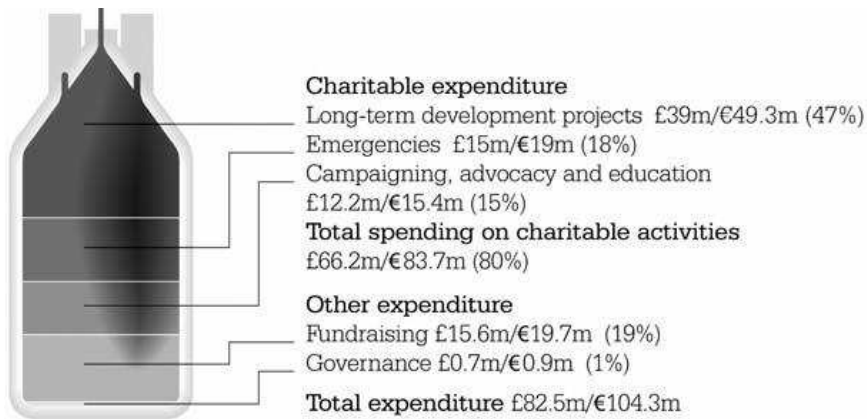 Charitable expenditure
Long-term development projects £39m/€49.3m (47%)
Emergencies £15m/€19m (18%)
Campaigning, advocacy and education
£12.2m/€15.4m (15%)
Total spending on charitable activities
£66.2m/€83.7m (80%)
Other expenditure
Fundraising £15.6m/€19.7m (19%)
Governance £0.7m/€0.9m (1%)
Total expenditure £82.5m/€104.3m